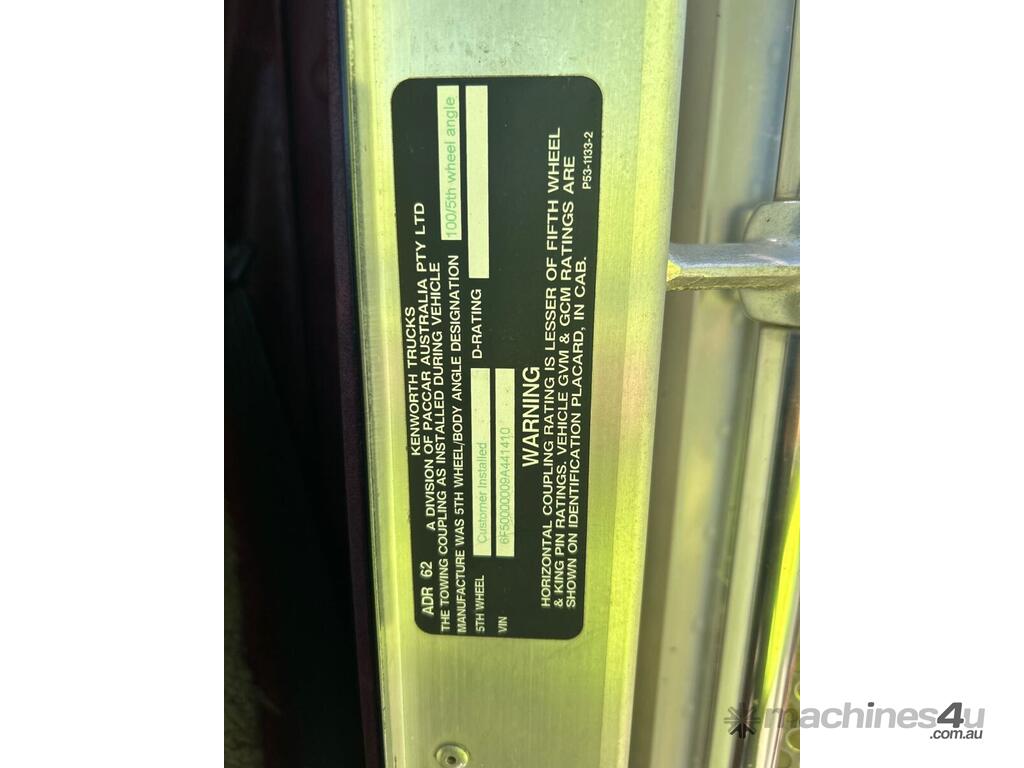 KENWORTH TRUCKS
ADR 62 A DIVISION OF PACCAR AUSTRALIA PTY LTD
THE TOWING COUPLING AS INSTALLED DURING VEHICLE
MANUFACTURE WAS 5TH WHEEL/BODY ANGLE DESIGNATION 100/5th wheel angle
5TH WHEEL Customer Installed D-RATING
VIN 6F50000009A441410
WARNING
HORIZONTAL COUPLING RATING IS LESSER OF FIFTH WHEEL
& KING PIN RATINGS. VEHICLE GVM & GCM RATINGS ARE
SHOWN ON IDENTIFICATION PLACARD, IN CAB.
P53-1133-2
machines4u
.com.au